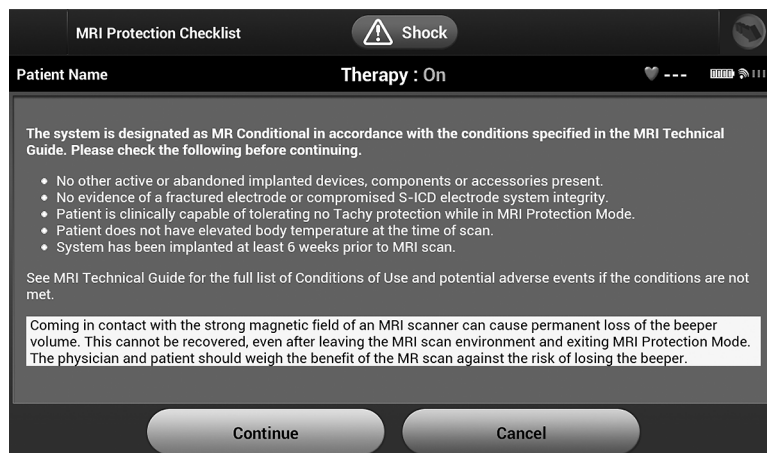 MRI Protection Checklist
Shock
Patient Name
Therapy : On
---
The system is designated as MR Conditional in accordance with the conditions specified in the MRI Technical
Guide. Please check the following before continuing.
• No other active or abandoned implanted devices, components or accessories present.
• No evidence of a fractured electrode or compromised S-ICD electrode system integrity.
• Patient is clinically capable of tolerating no Tachy protection while in MRI Protection Mode.
• Patient does not have elevated body temperature at the time of scan.
• System has been implanted at least 6 weeks prior to MRI scan.
See MRI Technical Guide for the full list of Conditions of Use and potential adverse events if the conditions are not
met.
Coming in contact with the strong magnetic field of an MRI scanner can cause permanent loss of the beeper
volume. This cannot be recovered, even after leaving the MRI scan environment and exiting MRI Protection Mode.
The physician and patient should weigh the benefit of the MR scan against the risk of losing the beeper.
Continue
Cancel